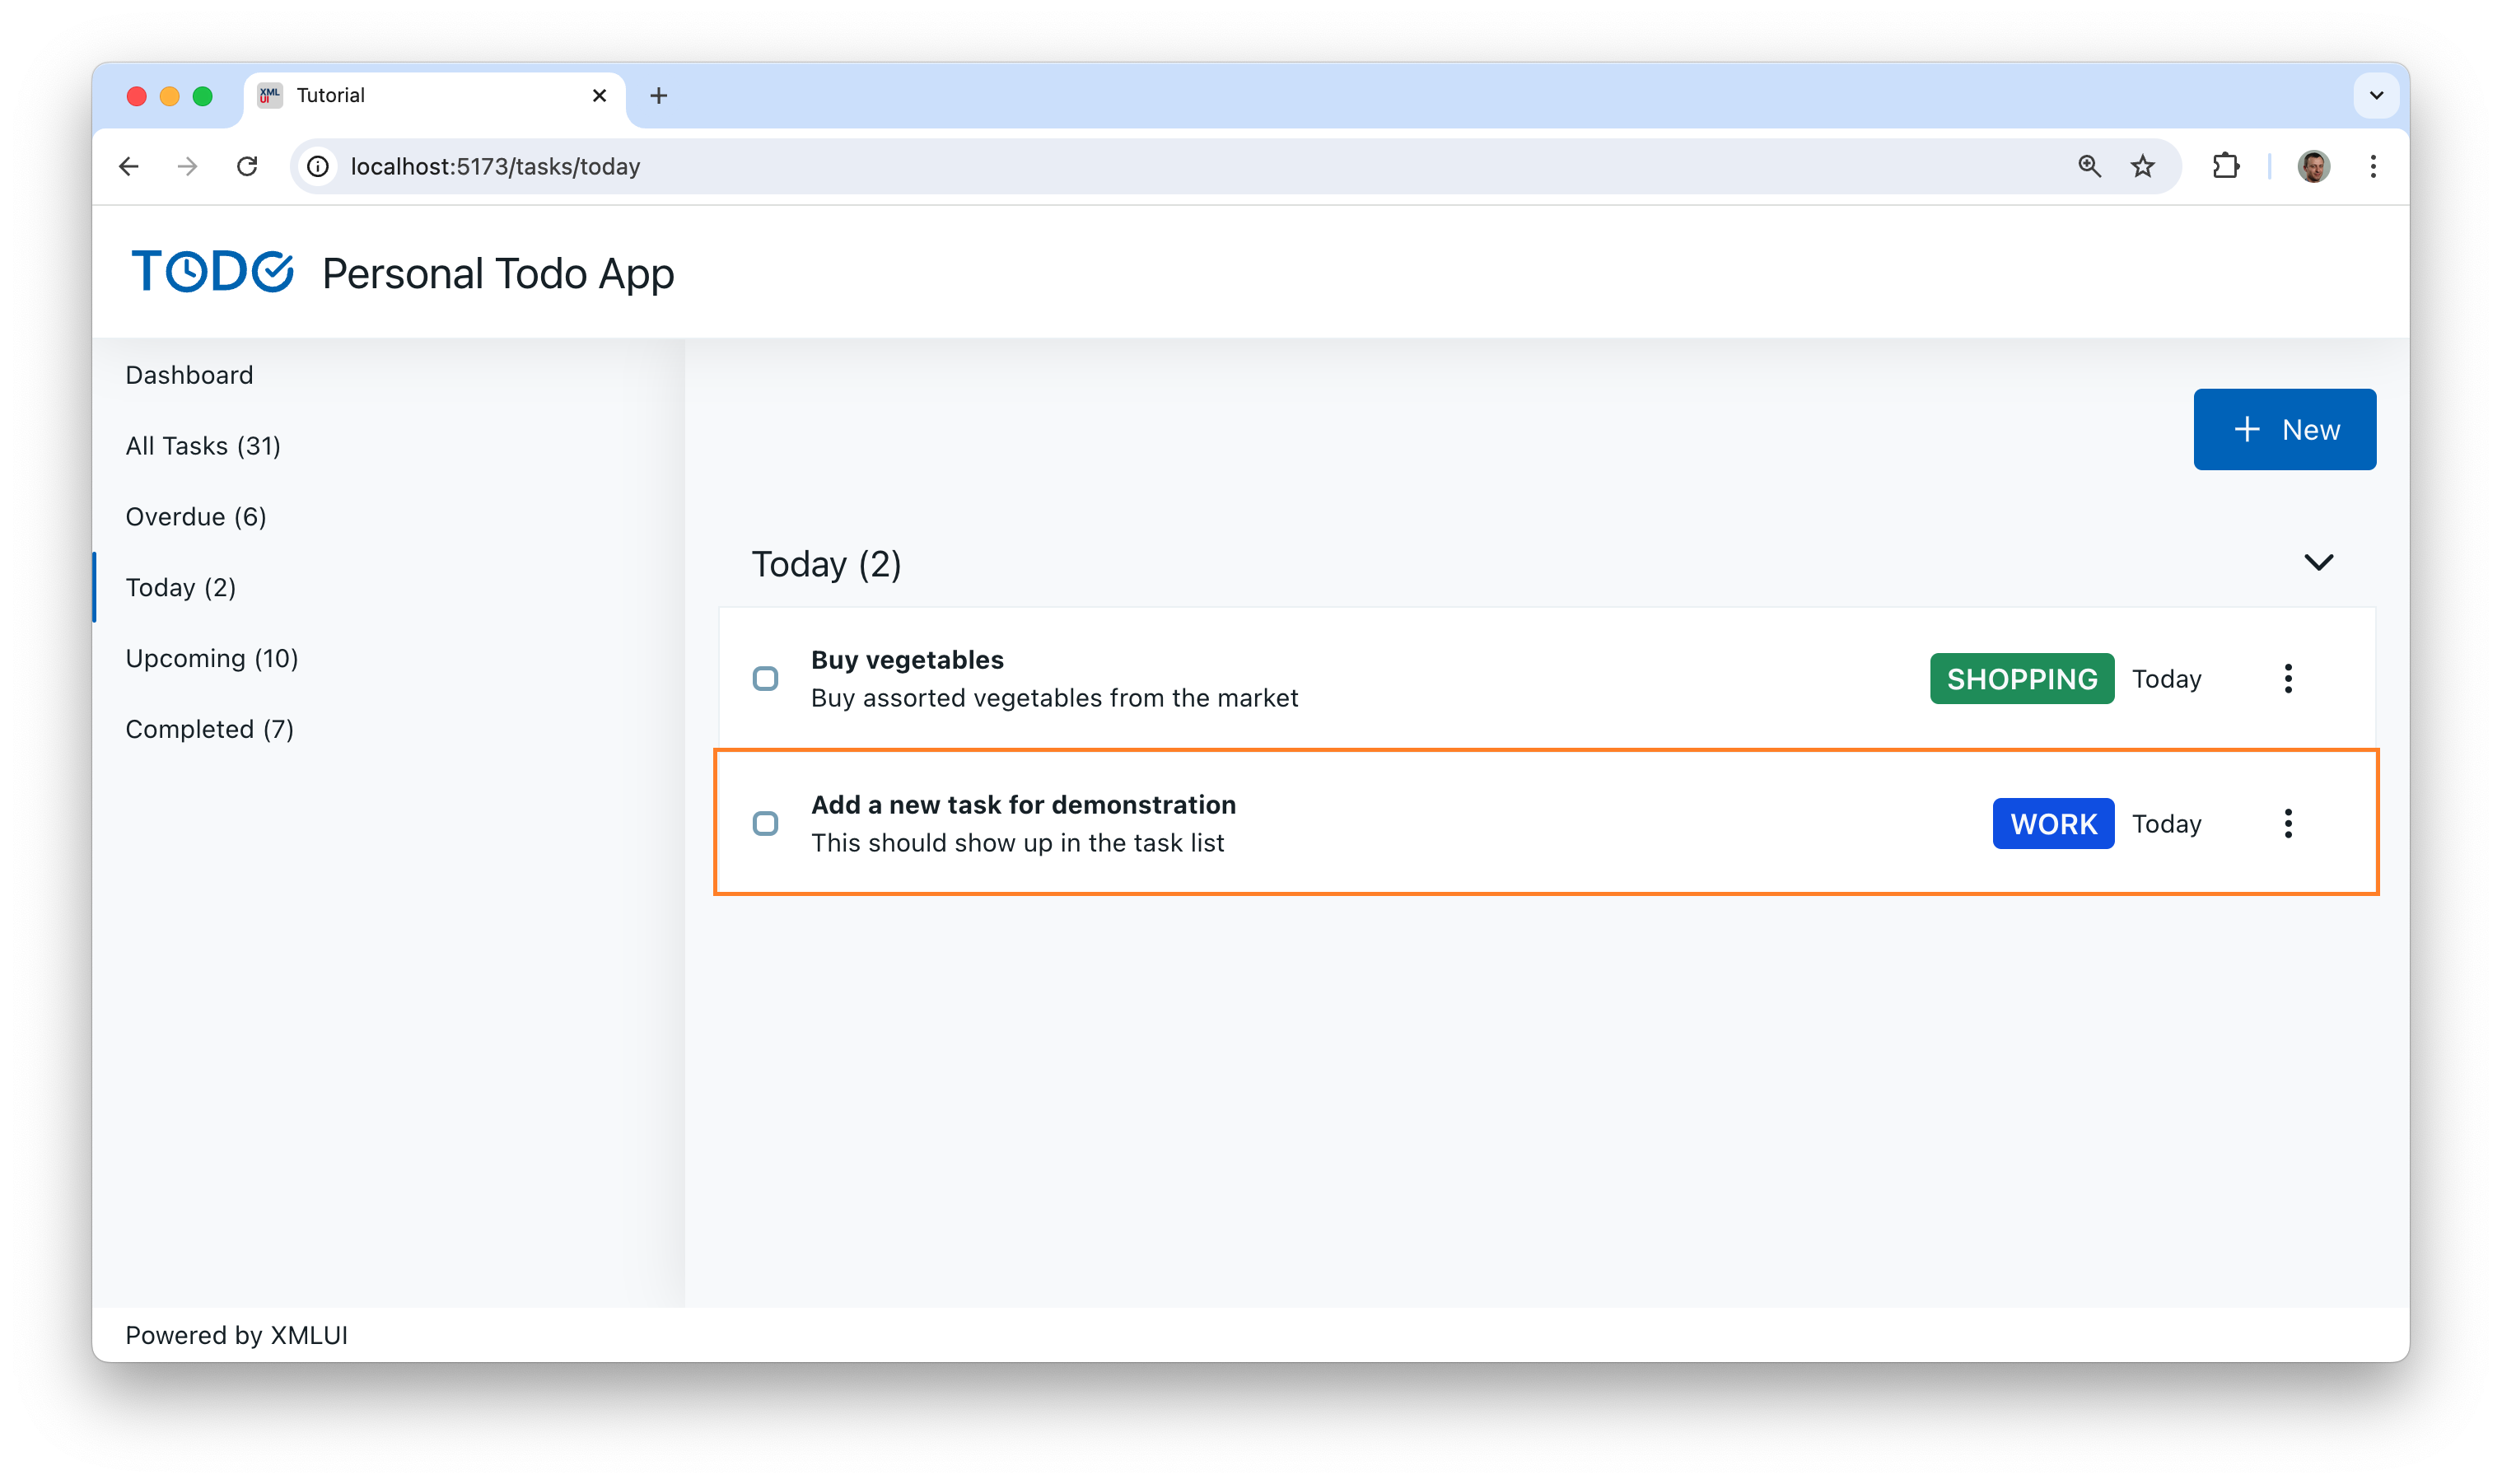 XML
UI
Tutorial
localhost:5173/tasks/today
TODO Personal Todo App
Dashboard
All Tasks (31)
Overdue (6)
Today (2)
Upcoming (10)
Completed (7)
New
Today (2)
Buy vegetables
Buy assorted vegetables from the market
SHOPPING Today
Add a new task for demonstration
This should show up in the task list
WORK Today
Powered by XMLUI